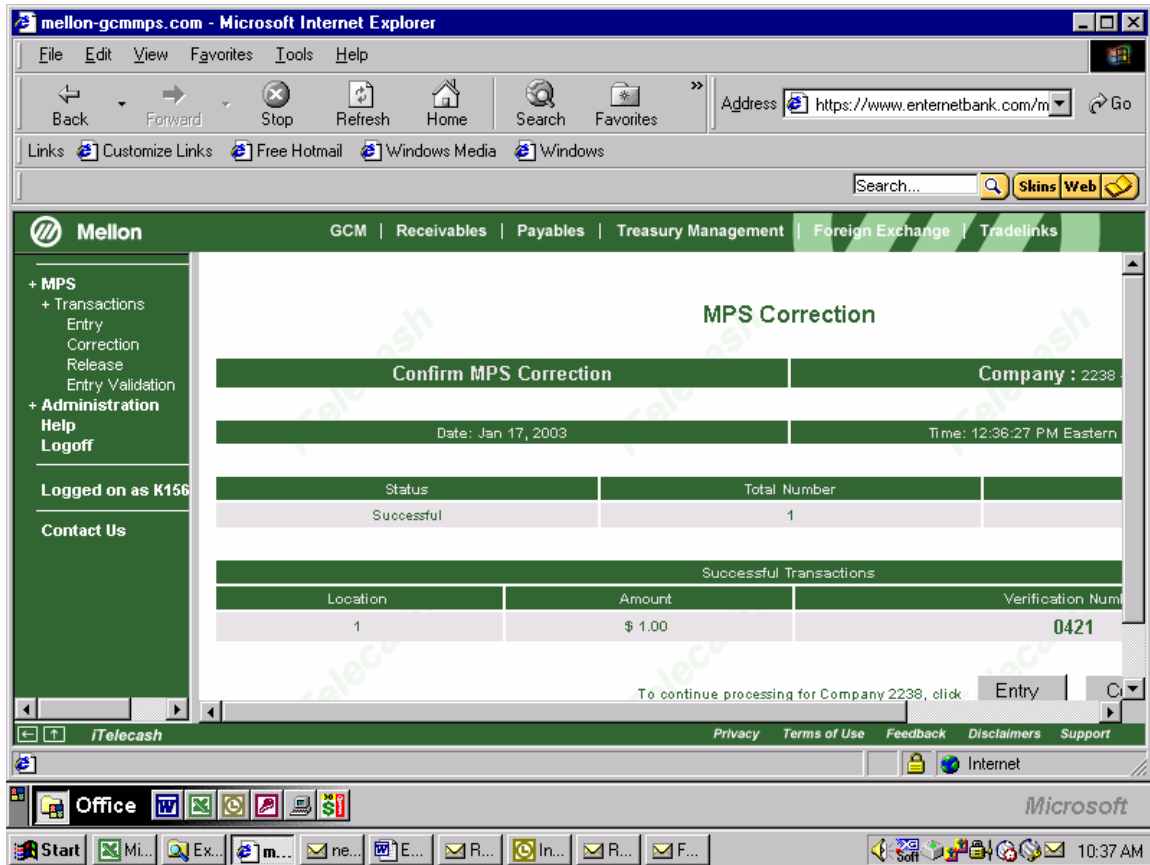 mellon-gcmmps.com - Microsoft Internet Explorer
File Edit View Favorites Tools Help
Back Forward Stop Refresh Home Search Favorites » Address https://www.enternetbank.com/m Go
Links Customize Links Free Hotmail Windows Media Windows
Search... Skins Web
Mellon GCM | Receivables | Payables | Treasury Management | Foreign Exchange | Tradelinks
+ MPS
+ Transactions
Entry
Correction
Release
Entry Validation
+ Administration
Help
Logoff
Logged on as K156
Contact Us
MPS Correction
Confirm MPS Correction Company : 2238 -
Date: Jan 17, 2003 Time: 12:36:27 PM Eastern
Status Total Number
Successful 1
Successful Transactions
Location Amount Verification Num
1 $ 1.00 0421
To continue processing for Company 2238, click Entry
iTelecash Privacy Terms of Use Feedback Disclaimers Support
Internet
Office Microsoft
Start Mi... Ex... m... ne... E... R... In... R... F... 10:37 AM